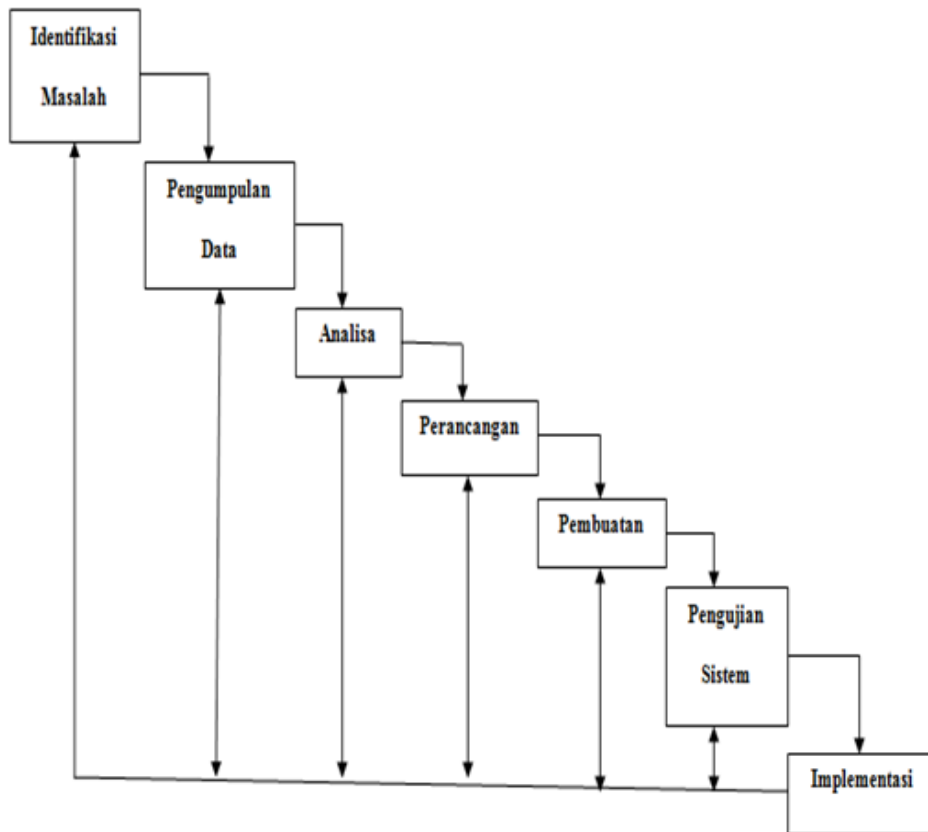 Identifikasi
Masalah
Pengumpulan
Data
Analisa
Perancangan
Pembuatan
Pengujian
Sistem
Implementasi